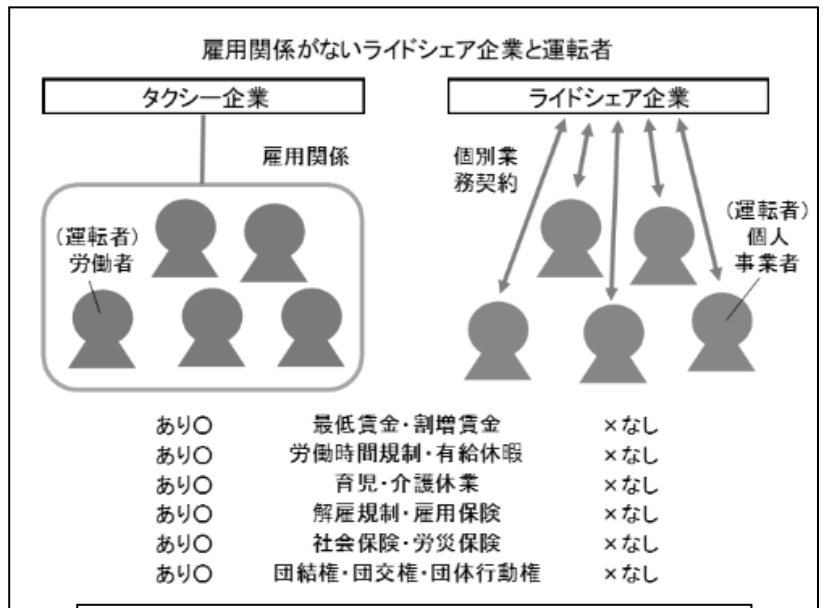 雇用関係がないライドシェア企業と運転者
タクシー企業
ライドシェア企業
雇用関係
個別業
務契約
(運転者)
労働者
(運転者)
個人
事業者
あり〇 最低賃金・割増賃金 ×なし
あり〇 労働時間規制・有給休暇 ×なし
あり〇 育児・介護休業 ×なし
あり〇 解雇規制・雇用保険 ×なし
あり〇 社会保険・労災保険 ×なし
あり〇 団結権・団交権・団体行動権 ×なし